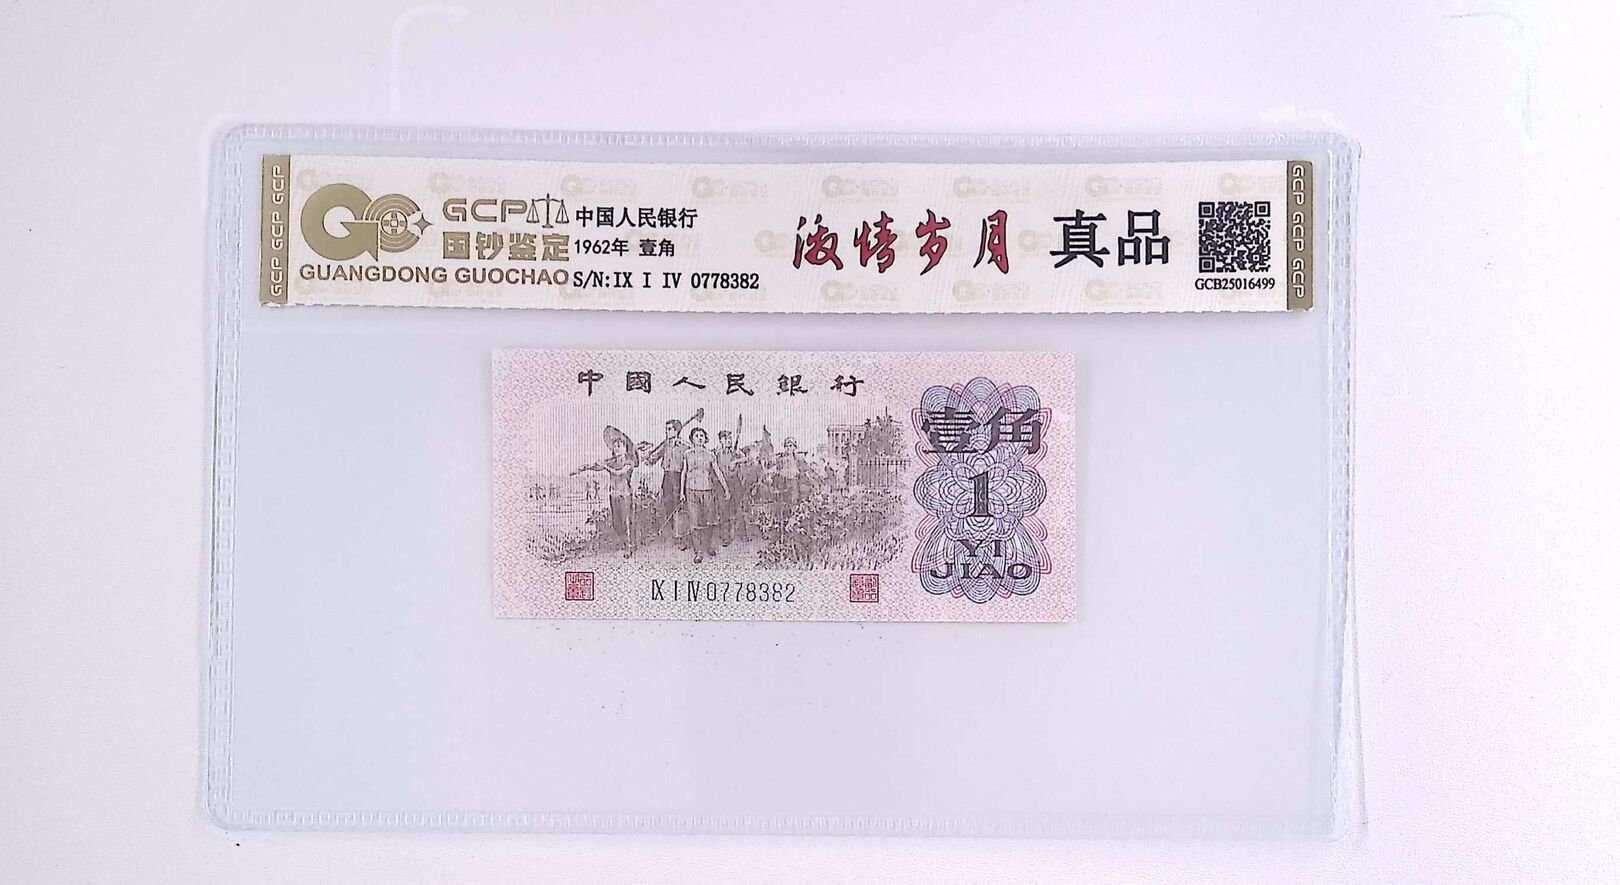 GCP GCP GCP
GCP
国钞鉴定
GUANGDONG GUOCHAO
中国人民银行
1962年 壹角
S/N:IX I IV 0778382
激情岁月 真品
GCB25016499
GCP GCP GCP
中國人民銀行
壹角
1
YI
JIAO
IX I IV 0778382